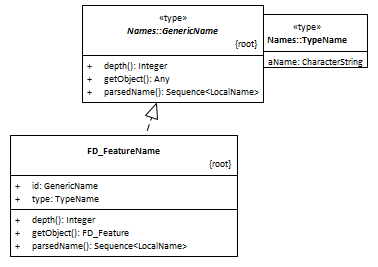 «type»
Names::GenericName
{root}
+ depth(): Integer
+ getObject(): Any
+ parsedName(): Sequence<LocalName>
«type»
Names::TypeName
aName: CharacterString
FD_FeatureName
{root}
+ id: GenericName
+ type: TypeName
+ depth(): Integer
+ getObject(): FD_Feature
+ parsedName(): Sequence<LocalName>